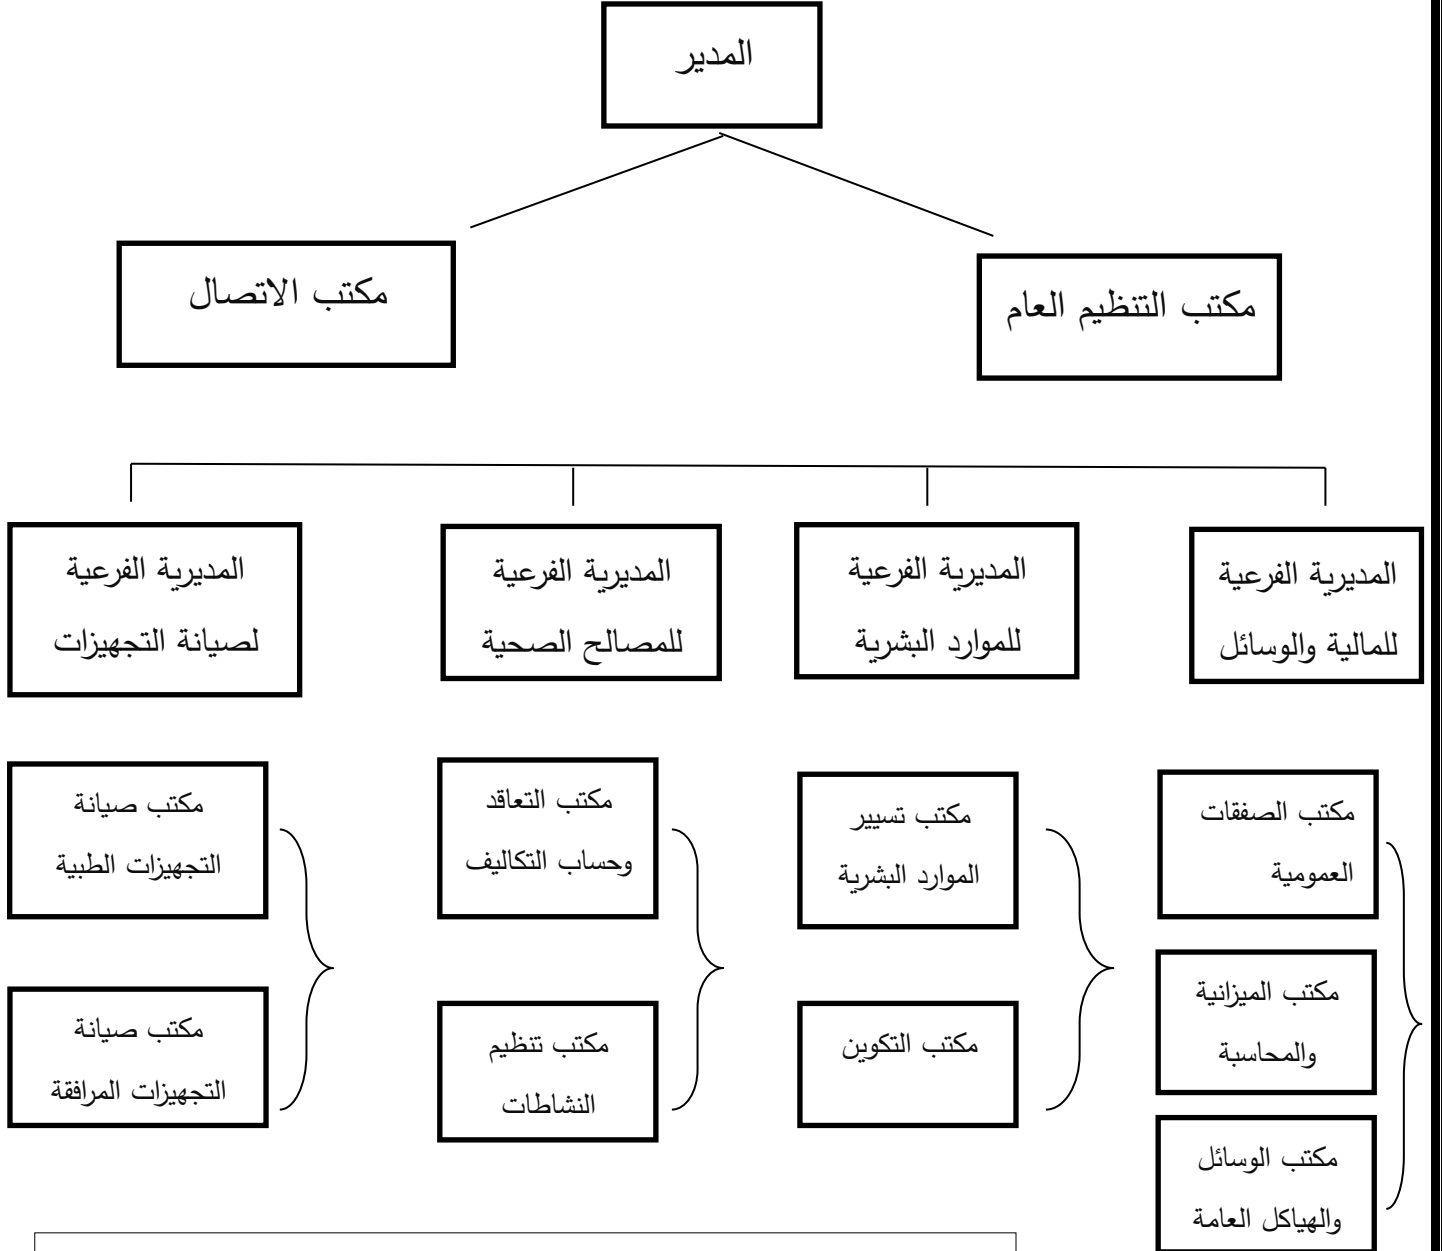 المدير
مكتب التنظيم العام
مكتب الاتصال
المديرية الفرعية
للمالية والوسائل
المديرية الفرعية
للموارد البشرية
المديرية الفرعية
للمصالح الصحية
المديرية الفرعية
لصيانة التجهيزات
مكتب الصفقات
العمومية
مكتب تسيير
الموارد البشرية
مكتب التعاقد
وحساب التكاليف
مكتب صيانة
التجهيزات الطبية
مكتب الميزانية
والمحاسبة
مكتب التكوين
مكتب تنظيم
النشاطات
مكتب صيانة
التجهيزات المرافقة
مكتب الوسائل
والهياكل العامة